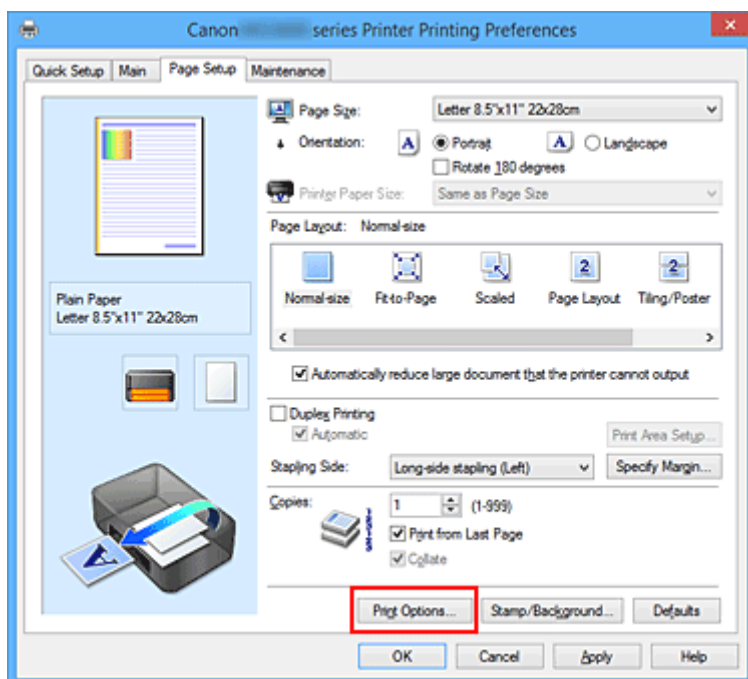 Canon series Printer Printing Preferences
Quick Setup Main Page Setup Maintenance
Page Size: Letter 8.5"x11" 22x28cm
Orientation: A Portrait A Landscape
Rotate 180 degrees
Printer Paper Size: Same as Page Size
Page Layout: Normal-size
2 2
Normal-size Fit-to-Page Scaled Page Layout Tiling/Poster
Plain Paper
Letter 8.5"x11" 22x28cm
Automatically reduce large document that the printer cannot output
Duplex Printing
Automatic
Print Area Setup...
Stapling Side: Long-side stapling (Left) Specify Margin...
Copies: 1 (1-999)
Print from Last Page
Collate
A
Print Options... Stamp/Background... Defaults
OK Cancel Apply Help